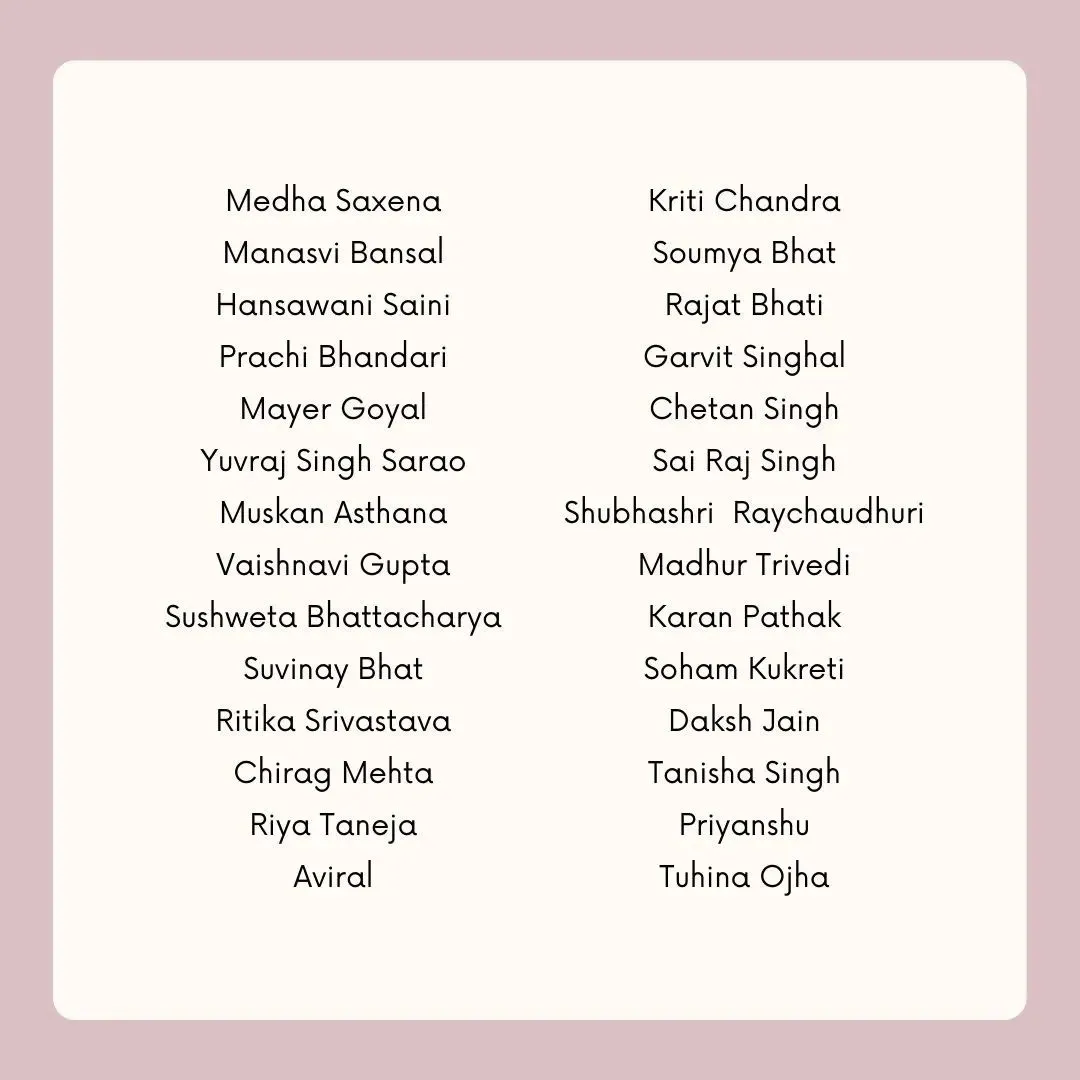 Medha Saxena
Manasvi Bansal
Hansawani Saini
Prachi Bhandari
Mayer Goyal
Yuvraj Singh Sarao
Muskan Asthana
Vaishnavi Gupta
Sushweta Bhattacharya
Suvinay Bhat
Ritika Srivastava
Chirag Mehta
Riya Taneja
Aviral
Kriti Chandra
Soumya Bhat
Rajat Bhati
Garvit Singhal
Chetan Singh
Sai Raj Singh
Shubhashri  Raychaudhuri
Madhur Trivedi
Karan Pathak
Soham Kukreti
Daksh Jain
Tanisha Singh
Priyanshu
Tuhina Ojha